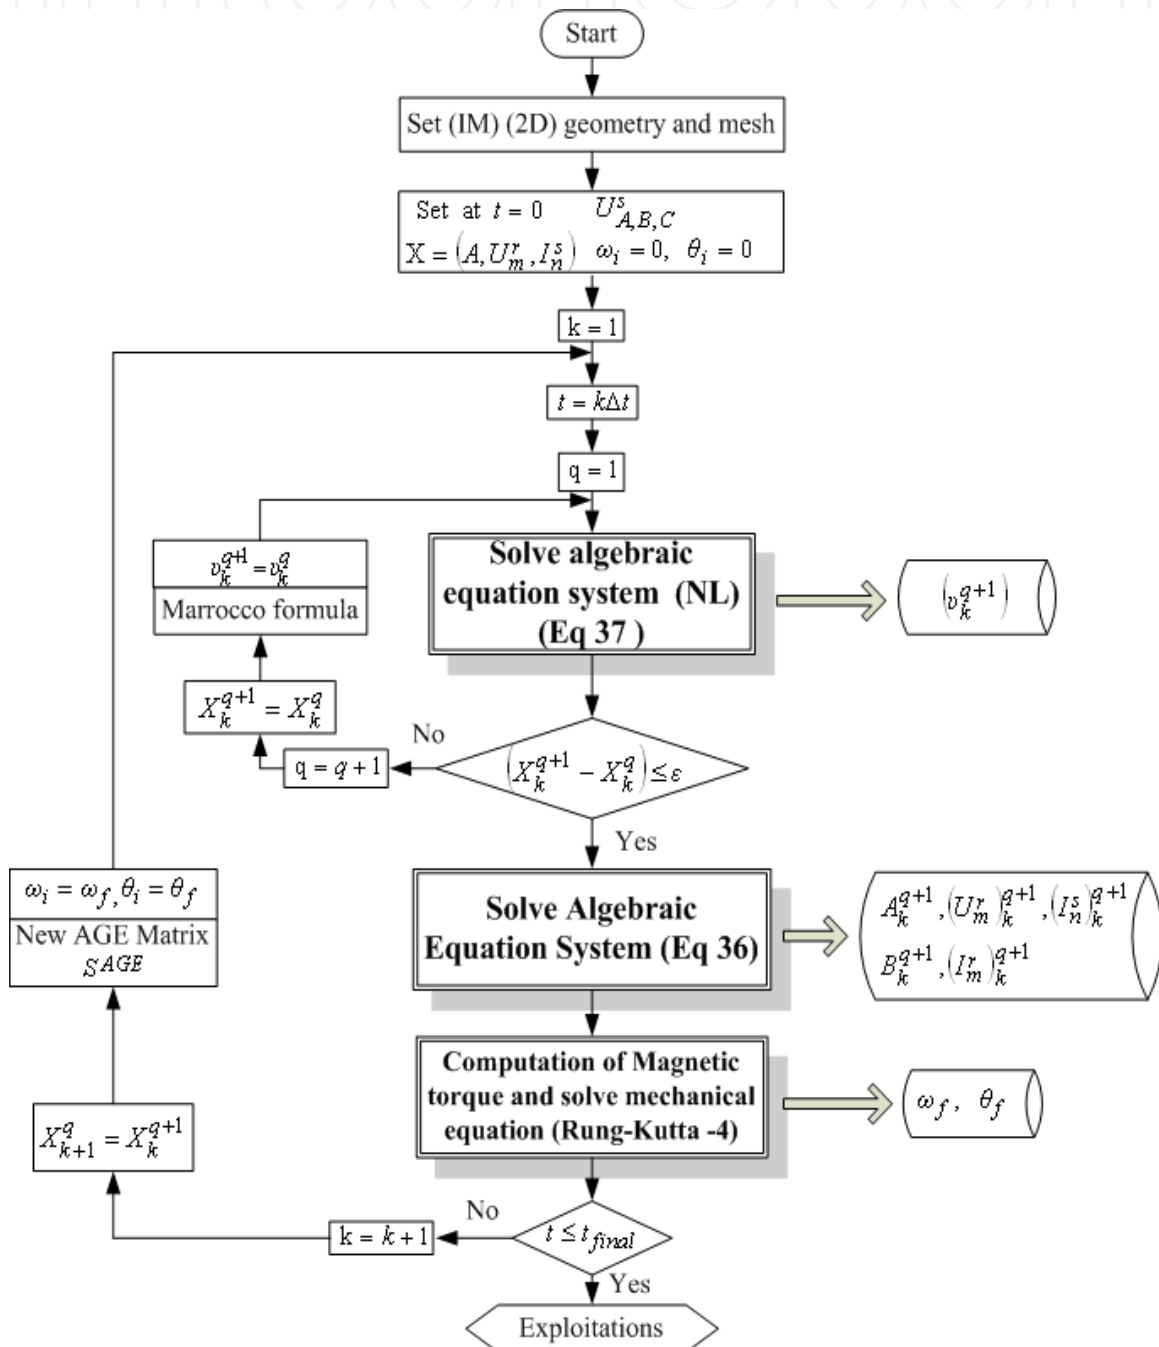 Start
Set (IM) (2D) geometry and mesh
Set at t = 0 U^s_{A,B,C}
X = (A, U^r_m, I^s_n) ω_i = 0, θ_i = 0
k = 1
t = kΔt
q = 1
Solve algebraic
equation system (NL)
(Eq 37 )
(υ^{q+1}_k)
υ^{q+1}_k = υ^q_k
Marrocco formula
X^{q+1}_k = X^q_k
q = q + 1
No
(X^{q+1}_k − X^q_k) ≤ ε
Yes
Solve Algebraic
Equation System (Eq 36)
A^{q+1}_k , (U^r_m)^{q+1}_k , (I^s_n)^{q+1}_k
B^{q+1}_k , (I^r_m)^{q+1}_k
ω_i = ω_f , θ_i = θ_f
New AGE Matrix
S^{AGE}
Computation of Magnetic
torque and solve mechanical
equation (Rung-Kutta -4)
ω_f , θ_f
X^q_{k+1} = X^{q+1}_k
k = k + 1
No
t ≤ t_{final}
Yes
Exploitations